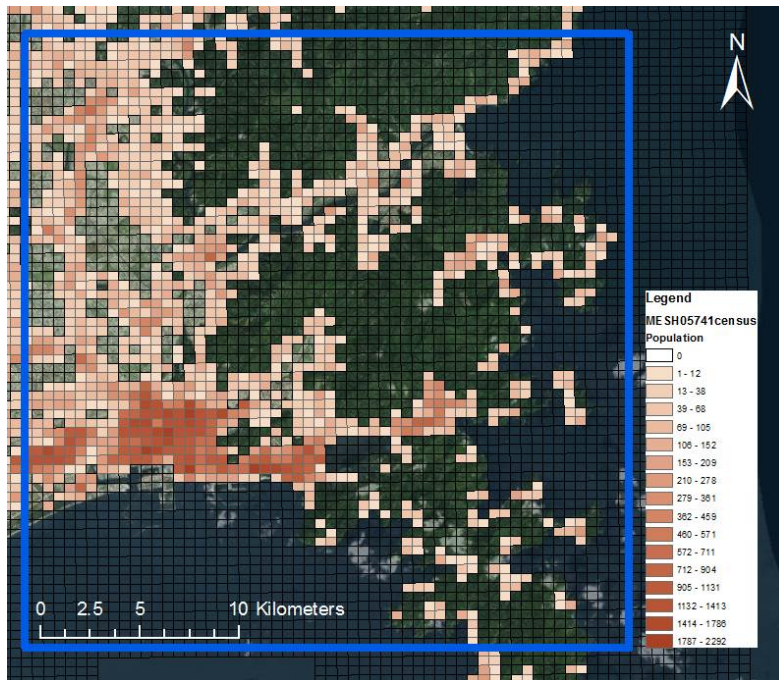 N
Legend
MESH05741census
Population
0
1 - 12
13 - 38
39 - 68
69 - 105
106 - 152
153 - 209
210 - 278
279 - 361
362 - 459
460 - 571
572 - 711
712 - 904
905 - 1131
1132 - 1413
1414 - 1786
1787 - 2292
0 2.5 5 10 Kilometers